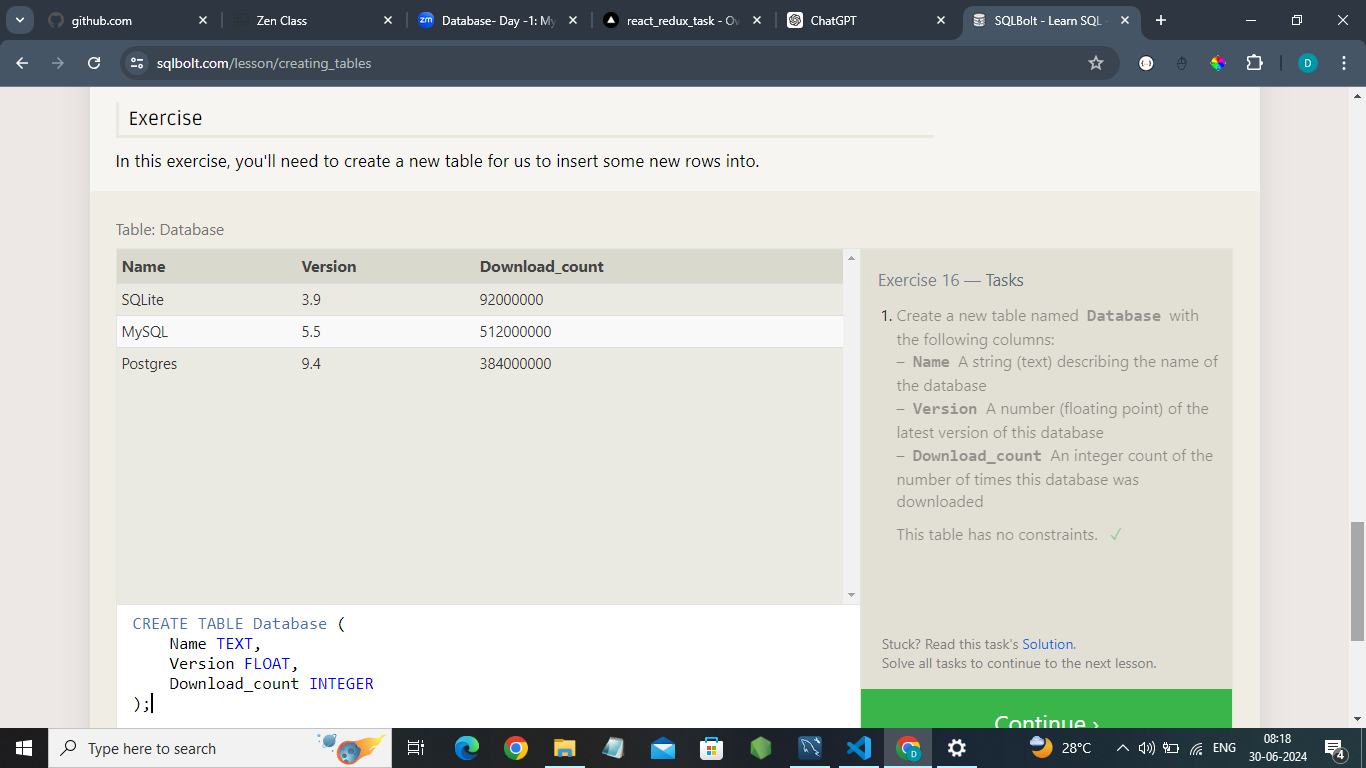 github.com
Zen Class
zm
Database- Day -1: My
react_redux_task - Ov
ChatGPT
SQLBolt - Learn SQL -
sqlbolt.com/lesson/creating_tables
D
Exercise
In this exercise, you'll need to create a new table for us to insert some new rows into.
Table: Database
Name Version Download_count
SQLite 3.9 92000000
MySQL 5.5 512000000
Postgres 9.4 384000000
Exercise 16 — Tasks
1. Create a new table named Database with
the following columns:
– Name A string (text) describing the name of
the database
– Version A number (floating point) of the
latest version of this database
– Download_count An integer count of the
number of times this database was
downloaded
This table has no constraints. ✓
Stuck? Read this task's Solution.
Solve all tasks to continue to the next lesson.
Continue ›
CREATE TABLE Database (
Name TEXT,
Version FLOAT,
Download_count INTEGER
);
Type here to search
D
28°C
ENG
08:18
30-06-2024
4